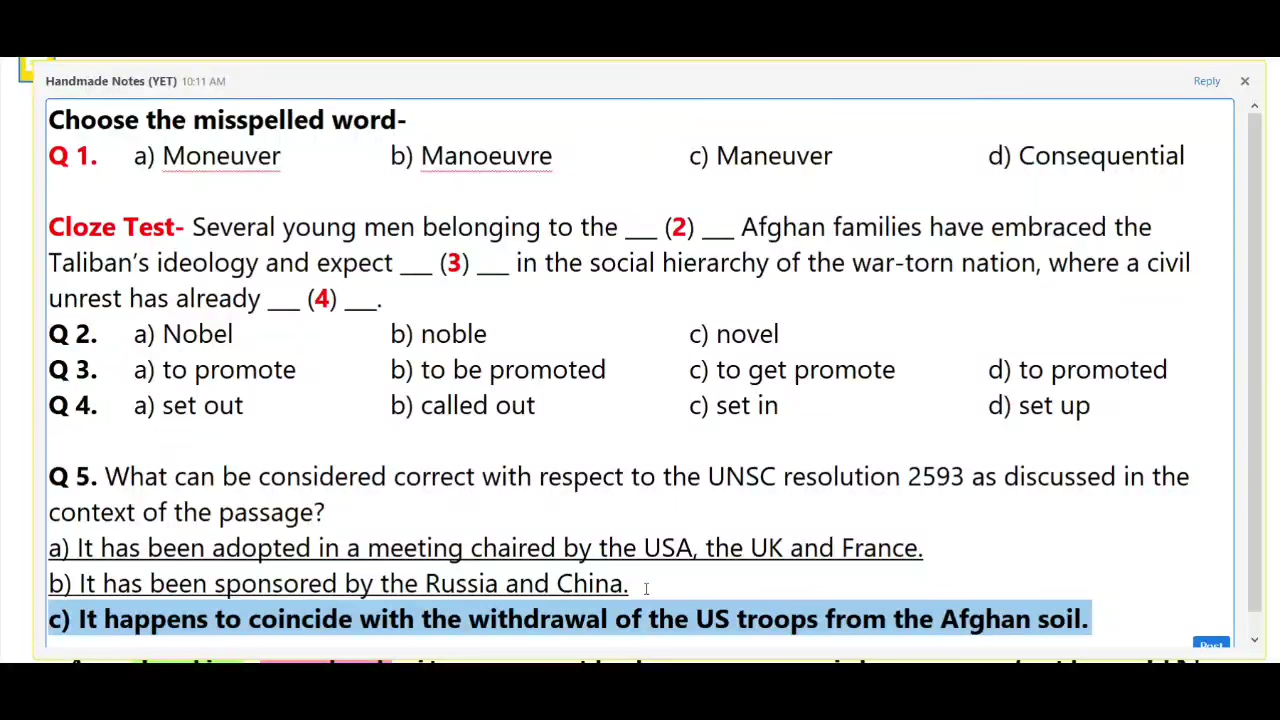 Handmade Notes (YET) 10:11 AM Reply ×
Choose the misspelled word-
Q 1. a) Moneuver b) Manoeuvre c) Maneuver d) Consequential
Cloze Test- Several young men belonging to the ___ (2) ___ Afghan families have embraced the
Taliban’s ideology and expect ___ (3) ___ in the social hierarchy of the war-torn nation, where a civil
unrest has already ___ (4) ___.
Q 2. a) Nobel b) noble c) novel
Q 3. a) to promote b) to be promoted c) to get promote d) to promoted
Q 4. a) set out b) called out c) set in d) set up
Q 5. What can be considered correct with respect to the UNSC resolution 2593 as discussed in the
context of the passage?
a) It has been adopted in a meeting chaired by the USA, the UK and France.
b) It has been sponsored by the Russia and China.
c) It happens to coincide with the withdrawal of the US troops from the Afghan soil.
Post